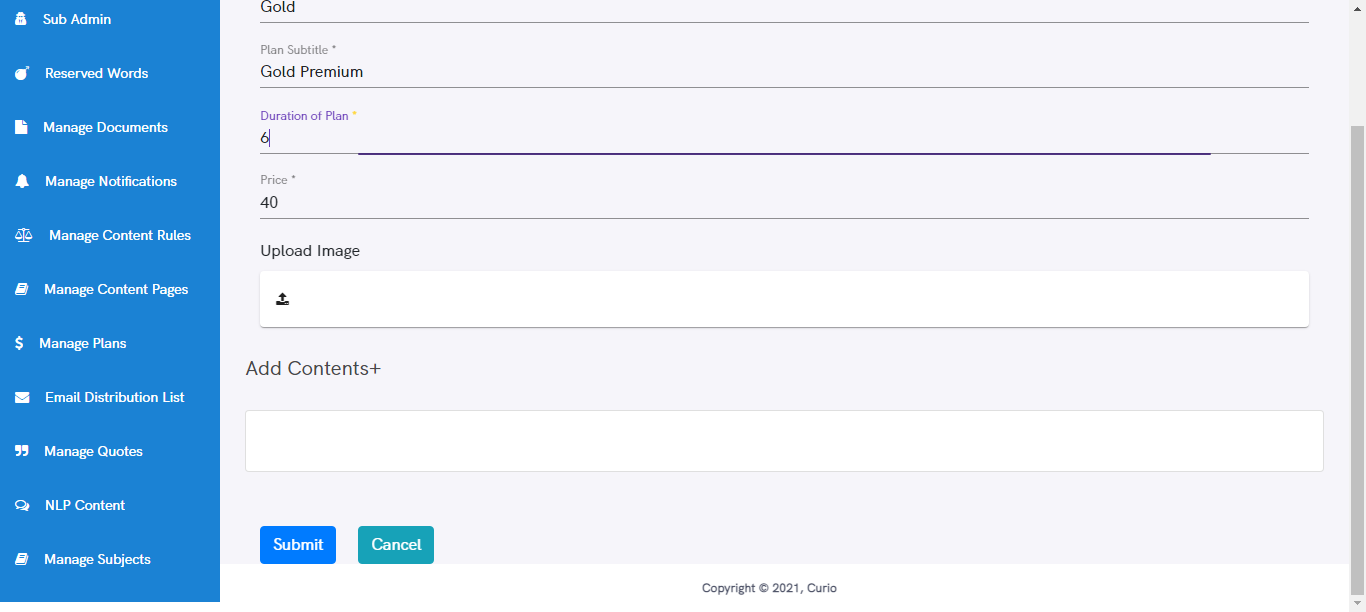 Sub Admin
Reserved Words
Manage Documents
Manage Notifications
Manage Content Rules
Manage Content Pages
Manage Plans
Email Distribution List
Manage Quotes
NLP Content
Manage Subjects
Gold
Plan Subtitle *
Gold Premium
Duration of Plan *
6
Price *
40
Upload Image
Add Contents+
Submit
Cancel
Copyright © 2021, Curio